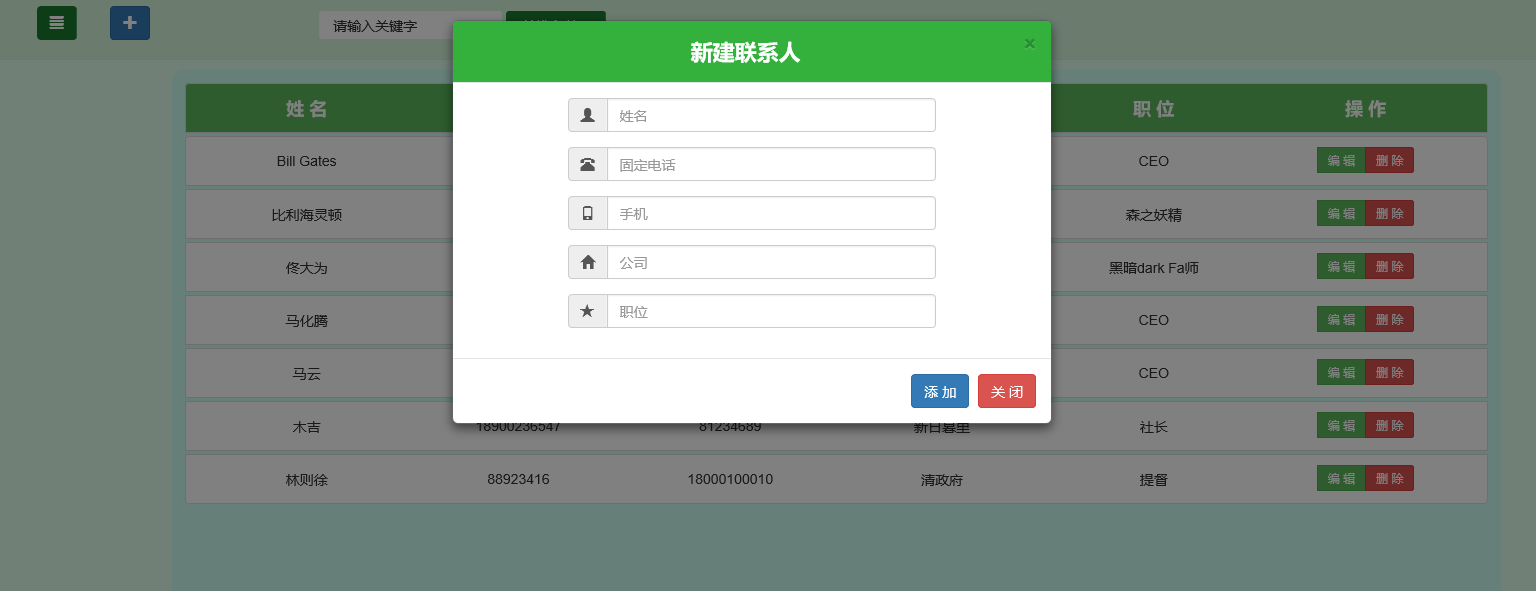 请输入关键字
新建联系人
×
姓 名
职 位
操 作
姓名
固定电话
手机
公司
职位
添 加
关 闭
Bill Gates
CEO
编 辑
删 除
比利海灵顿
森之妖精
编 辑
删 除
佟大为
黑暗dark Fa师
编 辑
删 除
马化腾
CEO
编 辑
删 除
马云
CEO
编 辑
删 除
木吉
18900236547
81234689
新日暮里
社长
编 辑
删 除
林则徐
88923416
18000100010
清政府
提督
编 辑
删 除